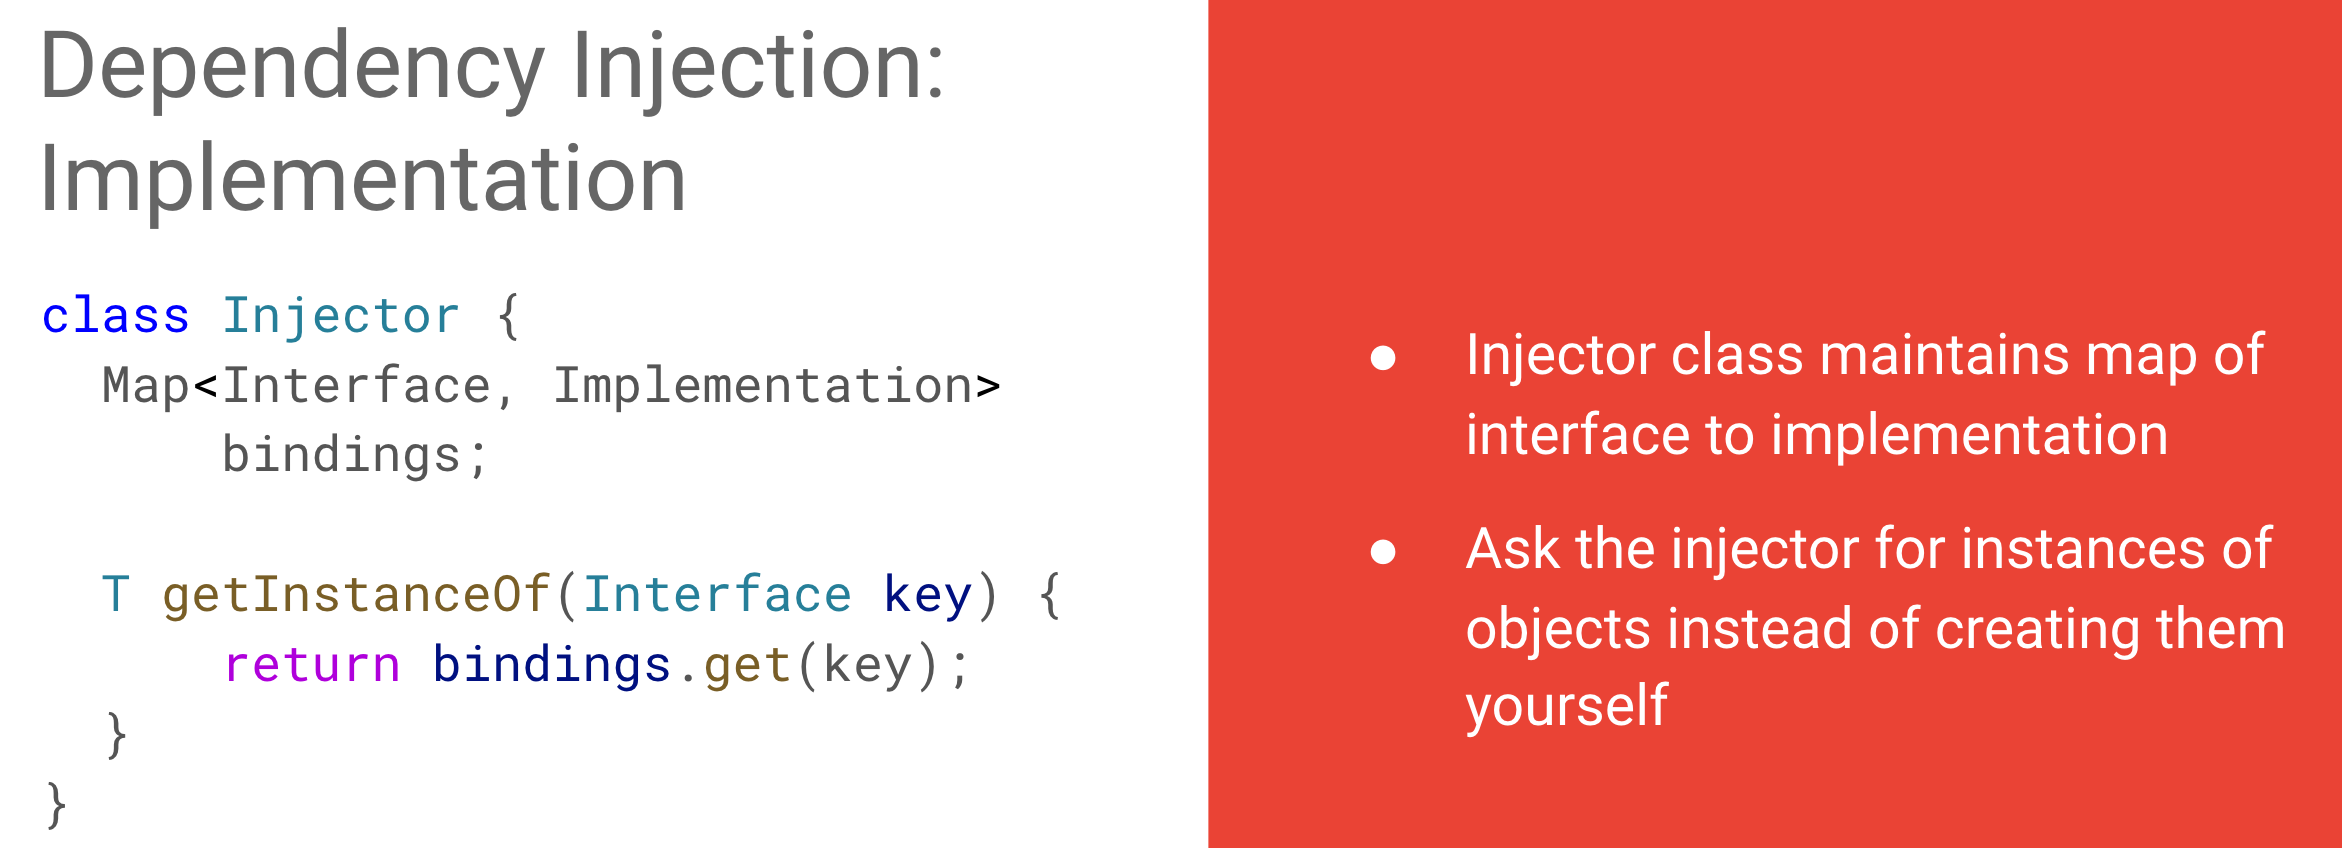 Dependency Injection:
Implementation
class Injector {
  Map<Interface, Implementation>
      bindings;

  T getInstanceOf(Interface key) {
      return bindings.get(key);
  }
}
● Injector class maintains map of
interface to implementation
● Ask the injector for instances of
objects instead of creating them
yourself